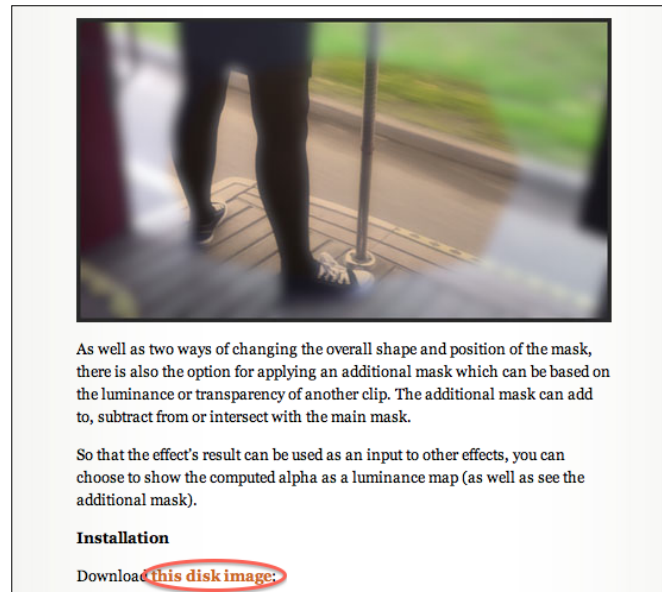 As well as two ways of changing the overall shape and position of the mask,
there is also the option for applying an additional mask which can be based on
the luminance or transparency of another clip. The additional mask can add
to, subtract from or intersect with the main mask.
So that the effect's result can be used as an input to other effects, you can
choose to show the computed alpha as a luminance map (as well as see the
additional mask).
Installation
Download this disk image: